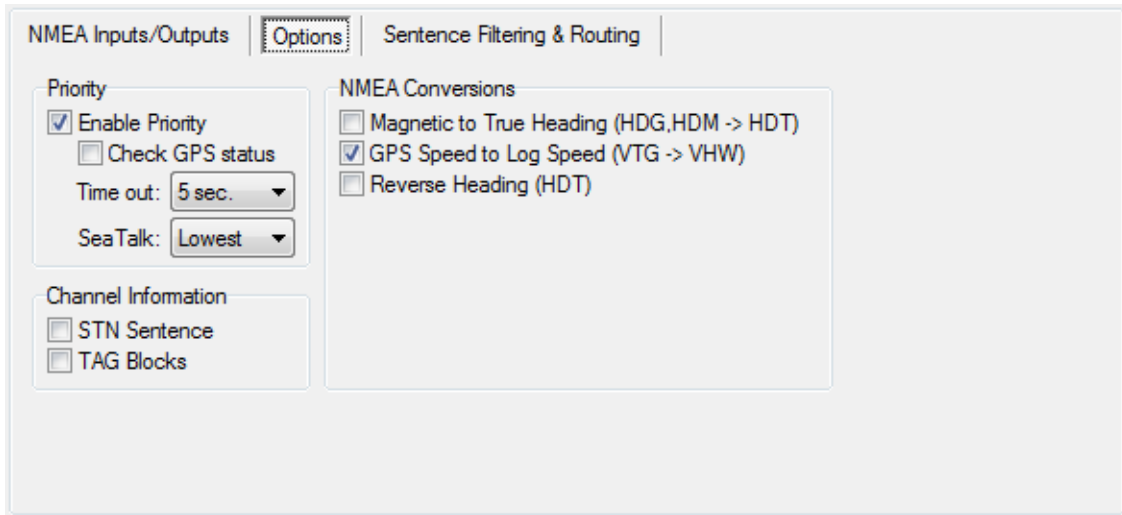 NMEA Inputs/Outputs
Options
Sentence Filtering & Routing
Priority
Enable Priority
Check GPS status
Time out: 5 sec.
SeaTalk: Lowest
Channel Information
STN Sentence
TAG Blocks
NMEA Conversions
Magnetic to True Heading (HDG,HDM -> HDT)
GPS Speed to Log Speed (VTG -> VHW)
Reverse Heading (HDT)